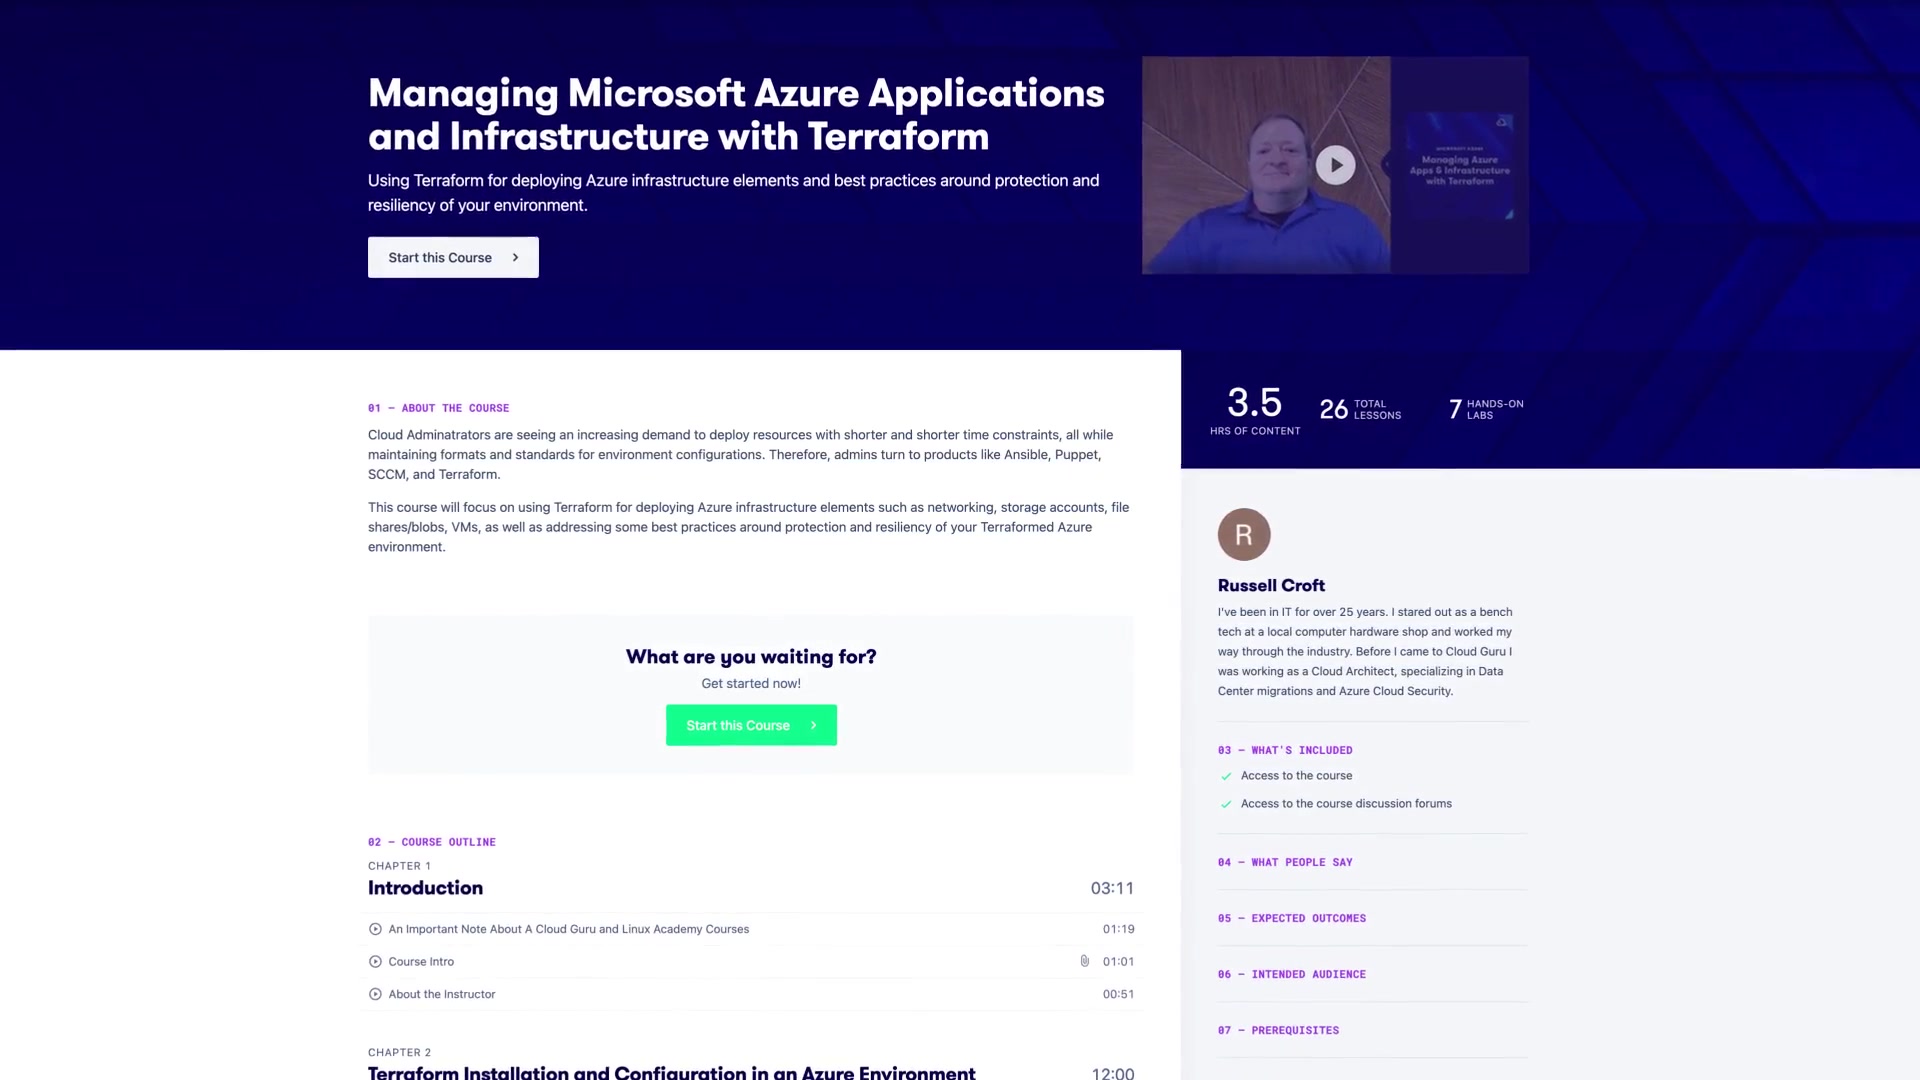 Managing Microsoft Azure Applications
and Infrastructure with Terraform
Using Terraform for deploying Azure infrastructure elements and best practices around protection and
resiliency of your environment.
Start this Course
MICROSOFT AZURE
Managing Azure
Apps & Infrastructure
with Terraform
3.5
HRS OF CONTENT
26 TOTAL
LESSONS
7 HANDS-ON
LABS
01 – ABOUT THE COURSE
Cloud Adminatrators are seeing an increasing demand to deploy resources with shorter and shorter time constraints, all while
maintaining formats and standards for environment configurations. Therefore, admins turn to products like Ansible, Puppet,
SCCM, and Terraform.
This course will focus on using Terraform for deploying Azure infrastructure elements such as networking, storage accounts, file
shares/blobs, VMs, as well as addressing some best practices around protection and resiliency of your Terraformed Azure
environment.
What are you waiting for?
Get started now!
Start this Course
02 – COURSE OUTLINE
CHAPTER 1
Introduction 03:11
An Important Note About A Cloud Guru and Linux Academy Courses 01:19
Course Intro 01:01
About the Instructor 00:51
CHAPTER 2
Terraform Installation and Configuration in an Azure Environment 12:00
R
Russell Croft
I've been in IT for over 25 years. I stared out as a bench
tech at a local computer hardware shop and worked my
way through the industry. Before I came to Cloud Guru I
was working as a Cloud Architect, specializing in Data
Center migrations and Azure Cloud Security.
03 – WHAT'S INCLUDED
Access to the course
Access to the course discussion forums
04 – WHAT PEOPLE SAY
05 – EXPECTED OUTCOMES
06 – INTENDED AUDIENCE
07 – PREREQUISITES